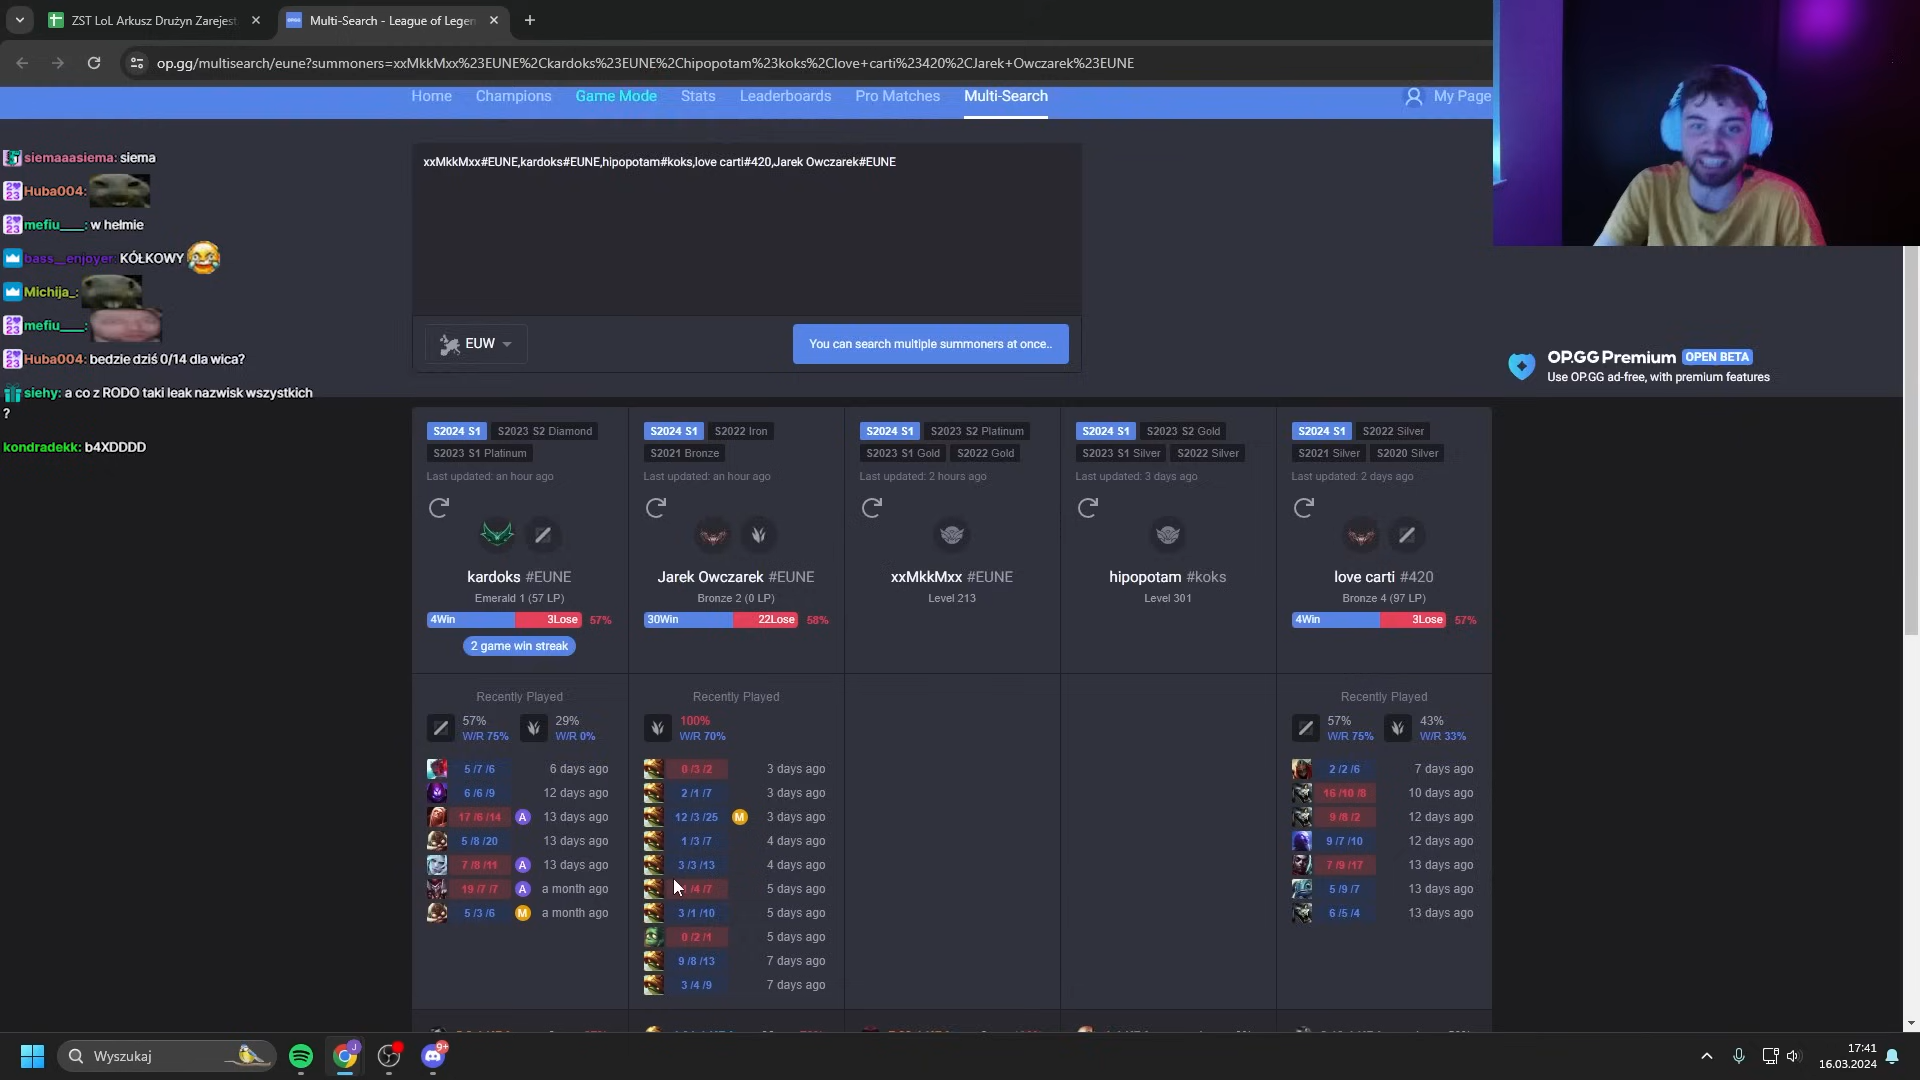 ZST LoL Arkusz Drużyn Zarejest
Multi-Search - League of Legen
op.gg/multisearch/eune?summoners=xxMkkMxx%23EUNE%2Ckardoks%23EUNE%2Chipopotam%23koks%2Clove+carti%23420%2CJarek+Owczarek%23EUNE
Home Champions Game Mode Stats Leaderboards Pro Matches Multi-Search My Page
siemaaasiema: siema
Huba004:
mefiu____: w hełmie
bass__enjoyer: KÓŁKOWY
Michija_:
mefiu____:
Huba004: bedzie dziś 0/14 dla wica?
siehy: a co z RODO taki leak nazwisk wszystkich
?
kondradekk: b4XDDDD
xxMkkMxx#EUNE,kardoks#EUNE,hipopotam#koks,love carti#420,Jarek Owczarek#EUNE
EUW
You can search multiple summoners at once..
OP.GG Premium OPEN BETA
Use OP.GG ad-free, with premium features
S2024 S1 S2023 S2 Diamond
S2023 S1 Platinum
Last updated: an hour ago
kardoks #EUNE
Emerald 1 (57 LP)
4Win 3Lose 57%
2 game win streak
Recently Played
57% 29%
W/R 75% W/R 0%
5 /7 /6 6 days ago
6 /6 /9 12 days ago
17 /6 /14 A 13 days ago
5 /8 /20 13 days ago
7 /8 /11 A 13 days ago
19 /7 /7 A a month ago
5 /3 /6 M a month ago
S2024 S1 S2022 Iron
S2021 Bronze
Last updated: an hour ago
Jarek Owczarek #EUNE
Bronze 2 (0 LP)
30Win 22Lose 58%
Recently Played
100%
W/R 70%
0 /3 /2 3 days ago
2 /1 /7 3 days ago
12 /3 /25 M 3 days ago
1 /3 /7 4 days ago
3 /3 /13 4 days ago
/4 /7 5 days ago
3 /1 /10 5 days ago
0 /2 /1 5 days ago
9 /8 /13 7 days ago
3 /4 /9 7 days ago
S2024 S1 S2023 S2 Platinum
S2023 S1 Gold S2022 Gold
Last updated: 2 hours ago
xxMkkMxx #EUNE
Level 213
S2024 S1 S2023 S2 Gold
S2023 S1 Silver S2022 Silver
Last updated: 3 days ago
hipopotam #koks
Level 301
S2024 S1 S2022 Silver
S2021 Silver S2020 Silver
Last updated: 2 days ago
love carti #420
Bronze 4 (97 LP)
4Win 3Lose 57%
Recently Played
57% 43%
W/R 75% W/R 33%
2 /2 /6 7 days ago
16 /10 /8 10 days ago
9 /8 /2 12 days ago
9 /7 /10 12 days ago
7 /9 /17 13 days ago
5 /9 /7 13 days ago
6 /5 /4 13 days ago
Wyszukaj
J
9+
17:41
16.03.2024